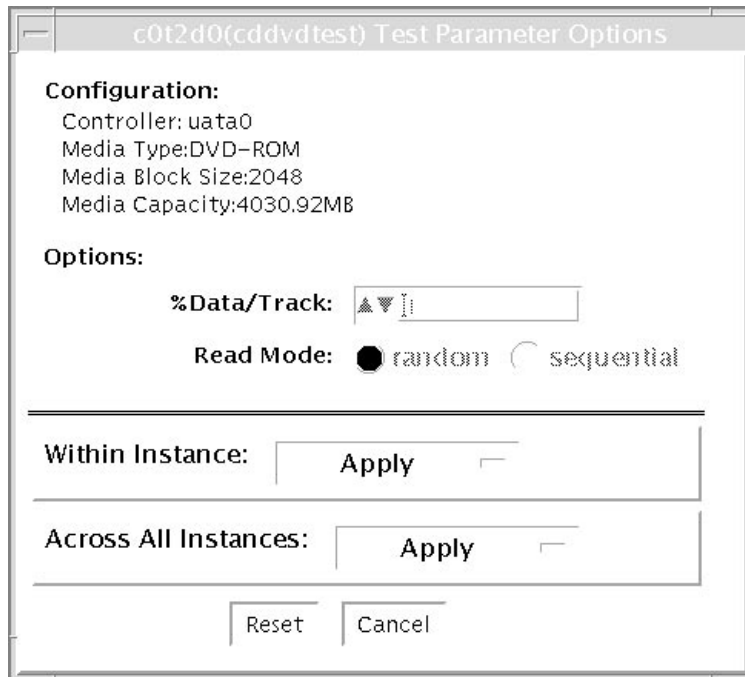 c0t2d0(cddvdtest) Test Parameter Options
Configuration:
Controller: uata0
Media Type:DVD-ROM
Media Block Size:2048
Media Capacity:4030.92MB
Options:
%Data/Track:
Read Mode: random sequential
Within Instance: Apply
Across All Instances: Apply
Reset Cancel